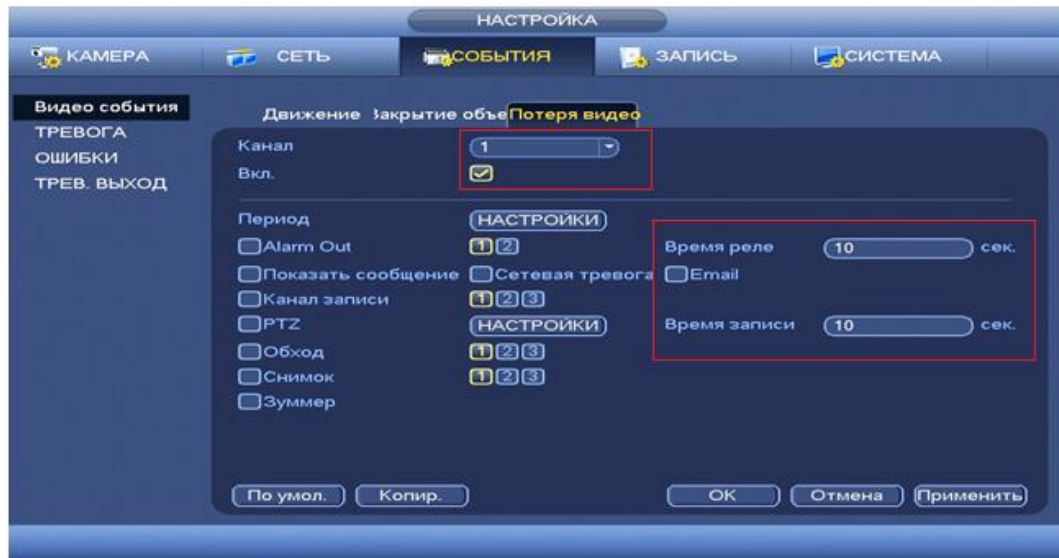 НАСТРОЙКА
КАМЕРА СЕТЬ СОБЫТИЯ ЗАПИСЬ СИСТЕМА
Видео события
ТРЕВОГА
ОШИБКИ
ТРЕВ. ВЫХОД
Движение Закрытие объе Потеря видео
Канал 1
Вкл.
Период НАСТРОЙКИ
Alarm Out 1 2 Время реле 10 сек.
Показать сообщение Сетевая тревога Email
Канал записи 1 2 3
PTZ НАСТРОЙКИ Время записи 10 сек.
Обход 1 2 3
Снимок 1 2 3
Зуммер
По умол. Копир. ОК Отмена Применить